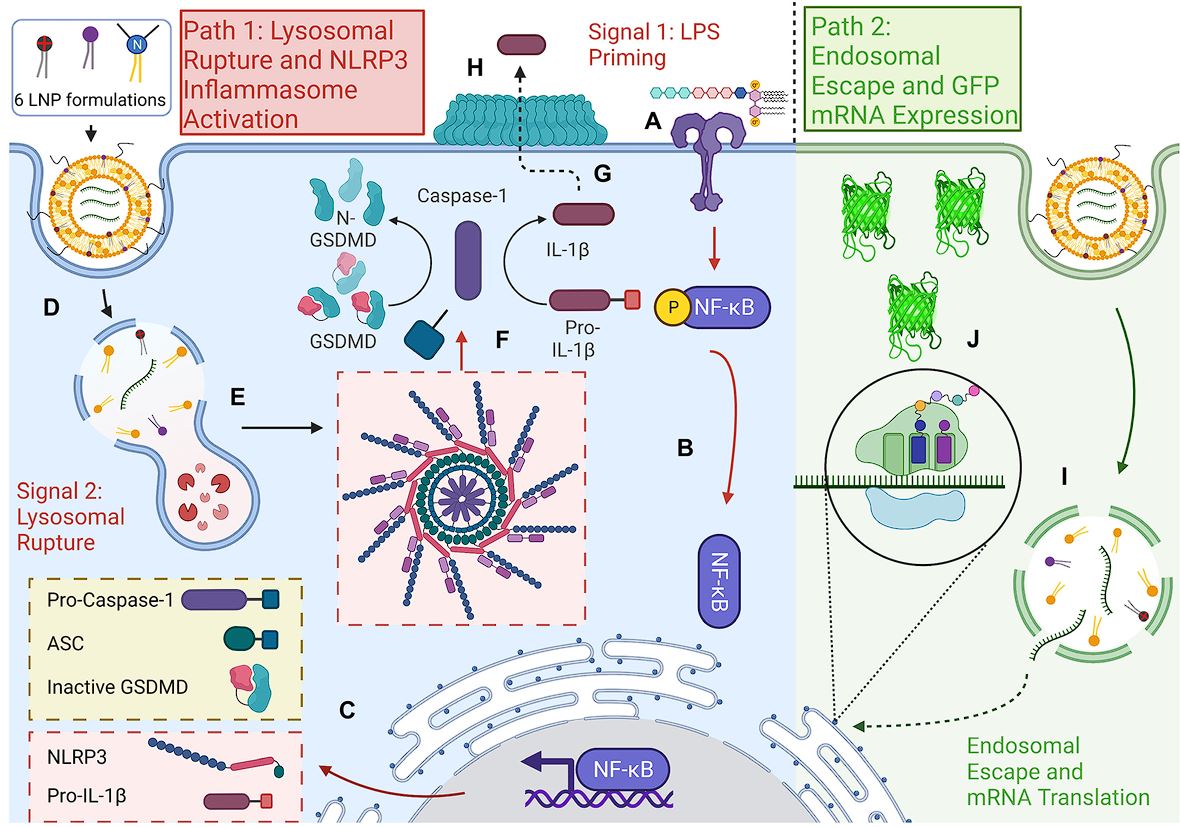 N
6 LNP formulations
Path 1: Lysosomal
Rupture and NLRP3
Inflammasome
Activation
H
Signal 1: LPS
Priming
A
Path 2:
Endosomal
Escape and GFP
mRNA Expression
G
Caspase-1
N-
GSDMD
IL-1β
GSDMD
F
Pro-
IL-1β
P
NF-κB
D
E
Signal 2:
Lysosomal
Rupture
B
NF-κB
J
I
Pro-Caspase-1
ASC
Inactive GSDMD
C
NLRP3
Pro-IL-1β
NF-κB
Endosomal
Escape and
mRNA Translation